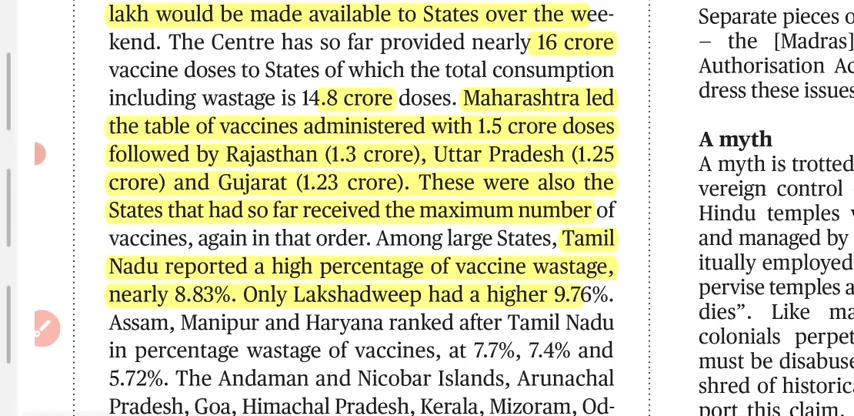 lakh would be made available to States over the wee-
kend. The Centre has so far provided nearly 16 crore
vaccine doses to States of which the total consumption
including wastage is 14.8 crore doses. Maharashtra led
the table of vaccines administered with 1.5 crore doses
followed by Rajasthan (1.3 crore), Uttar Pradesh (1.25
crore) and Gujarat (1.23 crore). These were also the
States that had so far received the maximum number of
vaccines, again in that order. Among large States, Tamil
Nadu reported a high percentage of vaccine wastage,
nearly 8.83%. Only Lakshadweep had a higher 9.76%.
Assam, Manipur and Haryana ranked after Tamil Nadu
in percentage wastage of vaccines, at 7.7%, 7.4% and
5.72%. The Andaman and Nicobar Islands, Arunachal
Pradesh, Goa, Himachal Pradesh, Kerala, Mizoram, Od-
Separate pieces o
– the [Madras]
Authorisation Ac
dress these issues
A myth
A myth is trotted
vereign control
Hindu temples
and managed by
itually employed
pervise temples a
dies”. Like ma
colonials perpet
must be disabuse
shred of historica
port this claim.